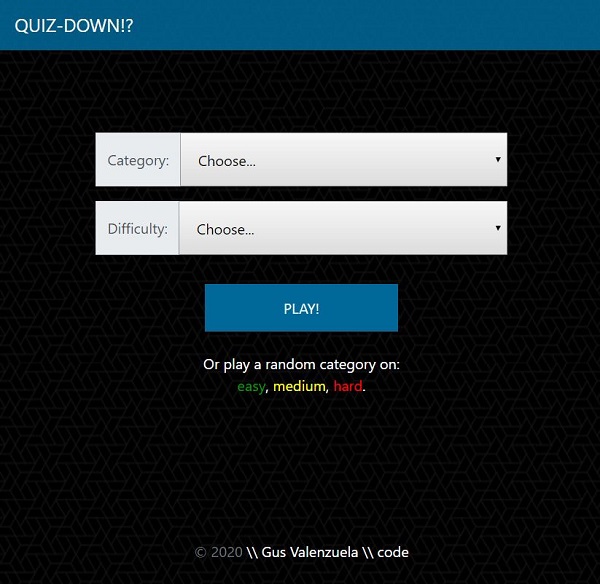 QUIZ-DOWN!?
Category: Choose...
Difficulty: Choose...
PLAY!
Or play a random category on:
easy, medium, hard.
© 2020 \\ Gus Valenzuela \\ code